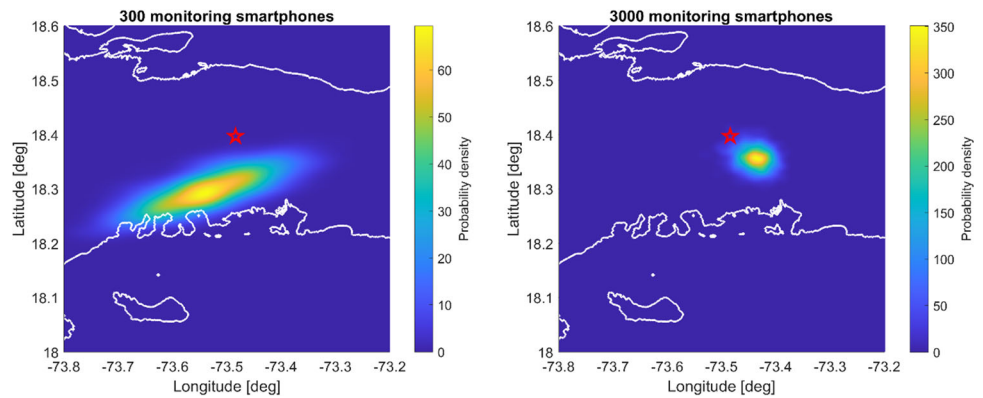 300 monitoring smartphones
18.6
18.5
18.4
18.3
18.2
18.1
18
Latitude [deg]
-73.8 -73.7 -73.6 -73.5 -73.4 -73.3 -73.2
Longitude [deg]
60
50
40
30
20
10
0
Probability density
3000 monitoring smartphones
18.6
18.5
18.4
18.3
18.2
18.1
18
Latitude [deg]
-73.8 -73.7 -73.6 -73.5 -73.4 -73.3 -73.2
Longitude [deg]
350
300
250
200
150
100
50
0
Probability density